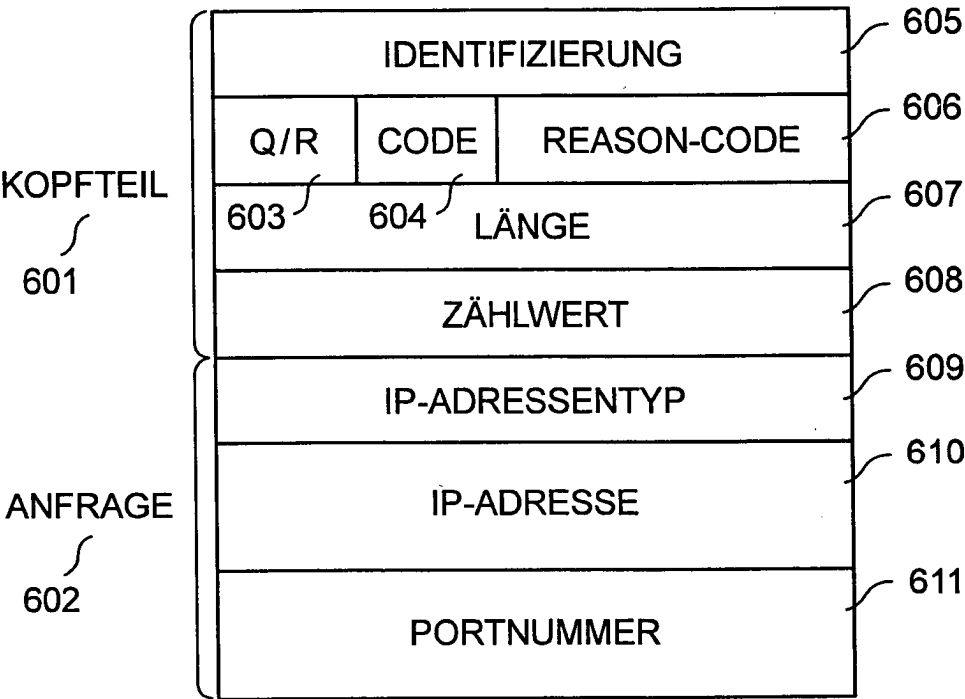 605
IDENTIFIZIERUNG
606
Q/R CODE REASON-CODE
607
KOPFTEIL
603 604 LÄNGE
601
608
ZÄHLWERT
609
IP-ADRESSENTYP
610
ANFRAGE
IP-ADRESSE
602
611
PORTNUMMER